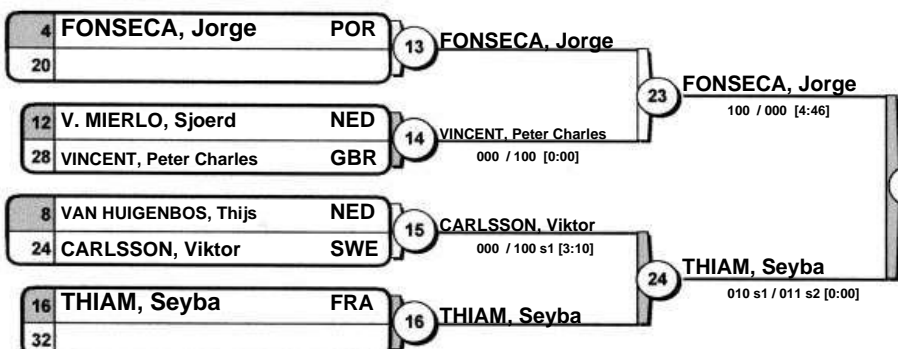 4 FONSECA, Jorge POR
20
13 FONSECA, Jorge
12 V. MIERLO, Sjoerd NED
28 VINCENT, Peter Charles GBR
14 VINCENT, Peter Charles
000 / 100 [0:00]
23 FONSECA, Jorge
100 / 000 [4:46]
8 VAN HUIGENBOS, Thijs NED
24 CARLSSON, Viktor SWE
15 CARLSSON, Viktor
000 / 100 s1 [3:10]
16 THIAM, Seyba FRA
32
16 THIAM, Seyba
24 THIAM, Seyba
010 s1 / 011 s2 [0:00]